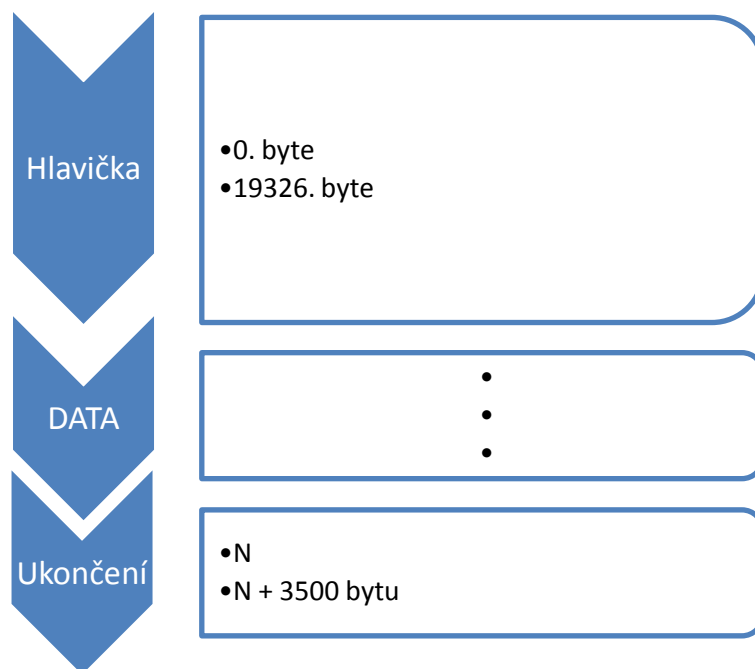 Hlavička
•0. byte
•19326. byte
DATA
•
•
•
Ukončení
•N
•N + 3500 bytu